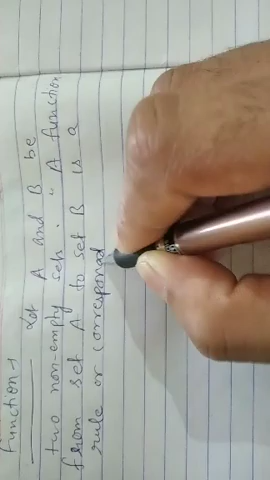 Function →
Let A and B be
two non-empty sets. " A function
from set A to set B is a
rule or correspond